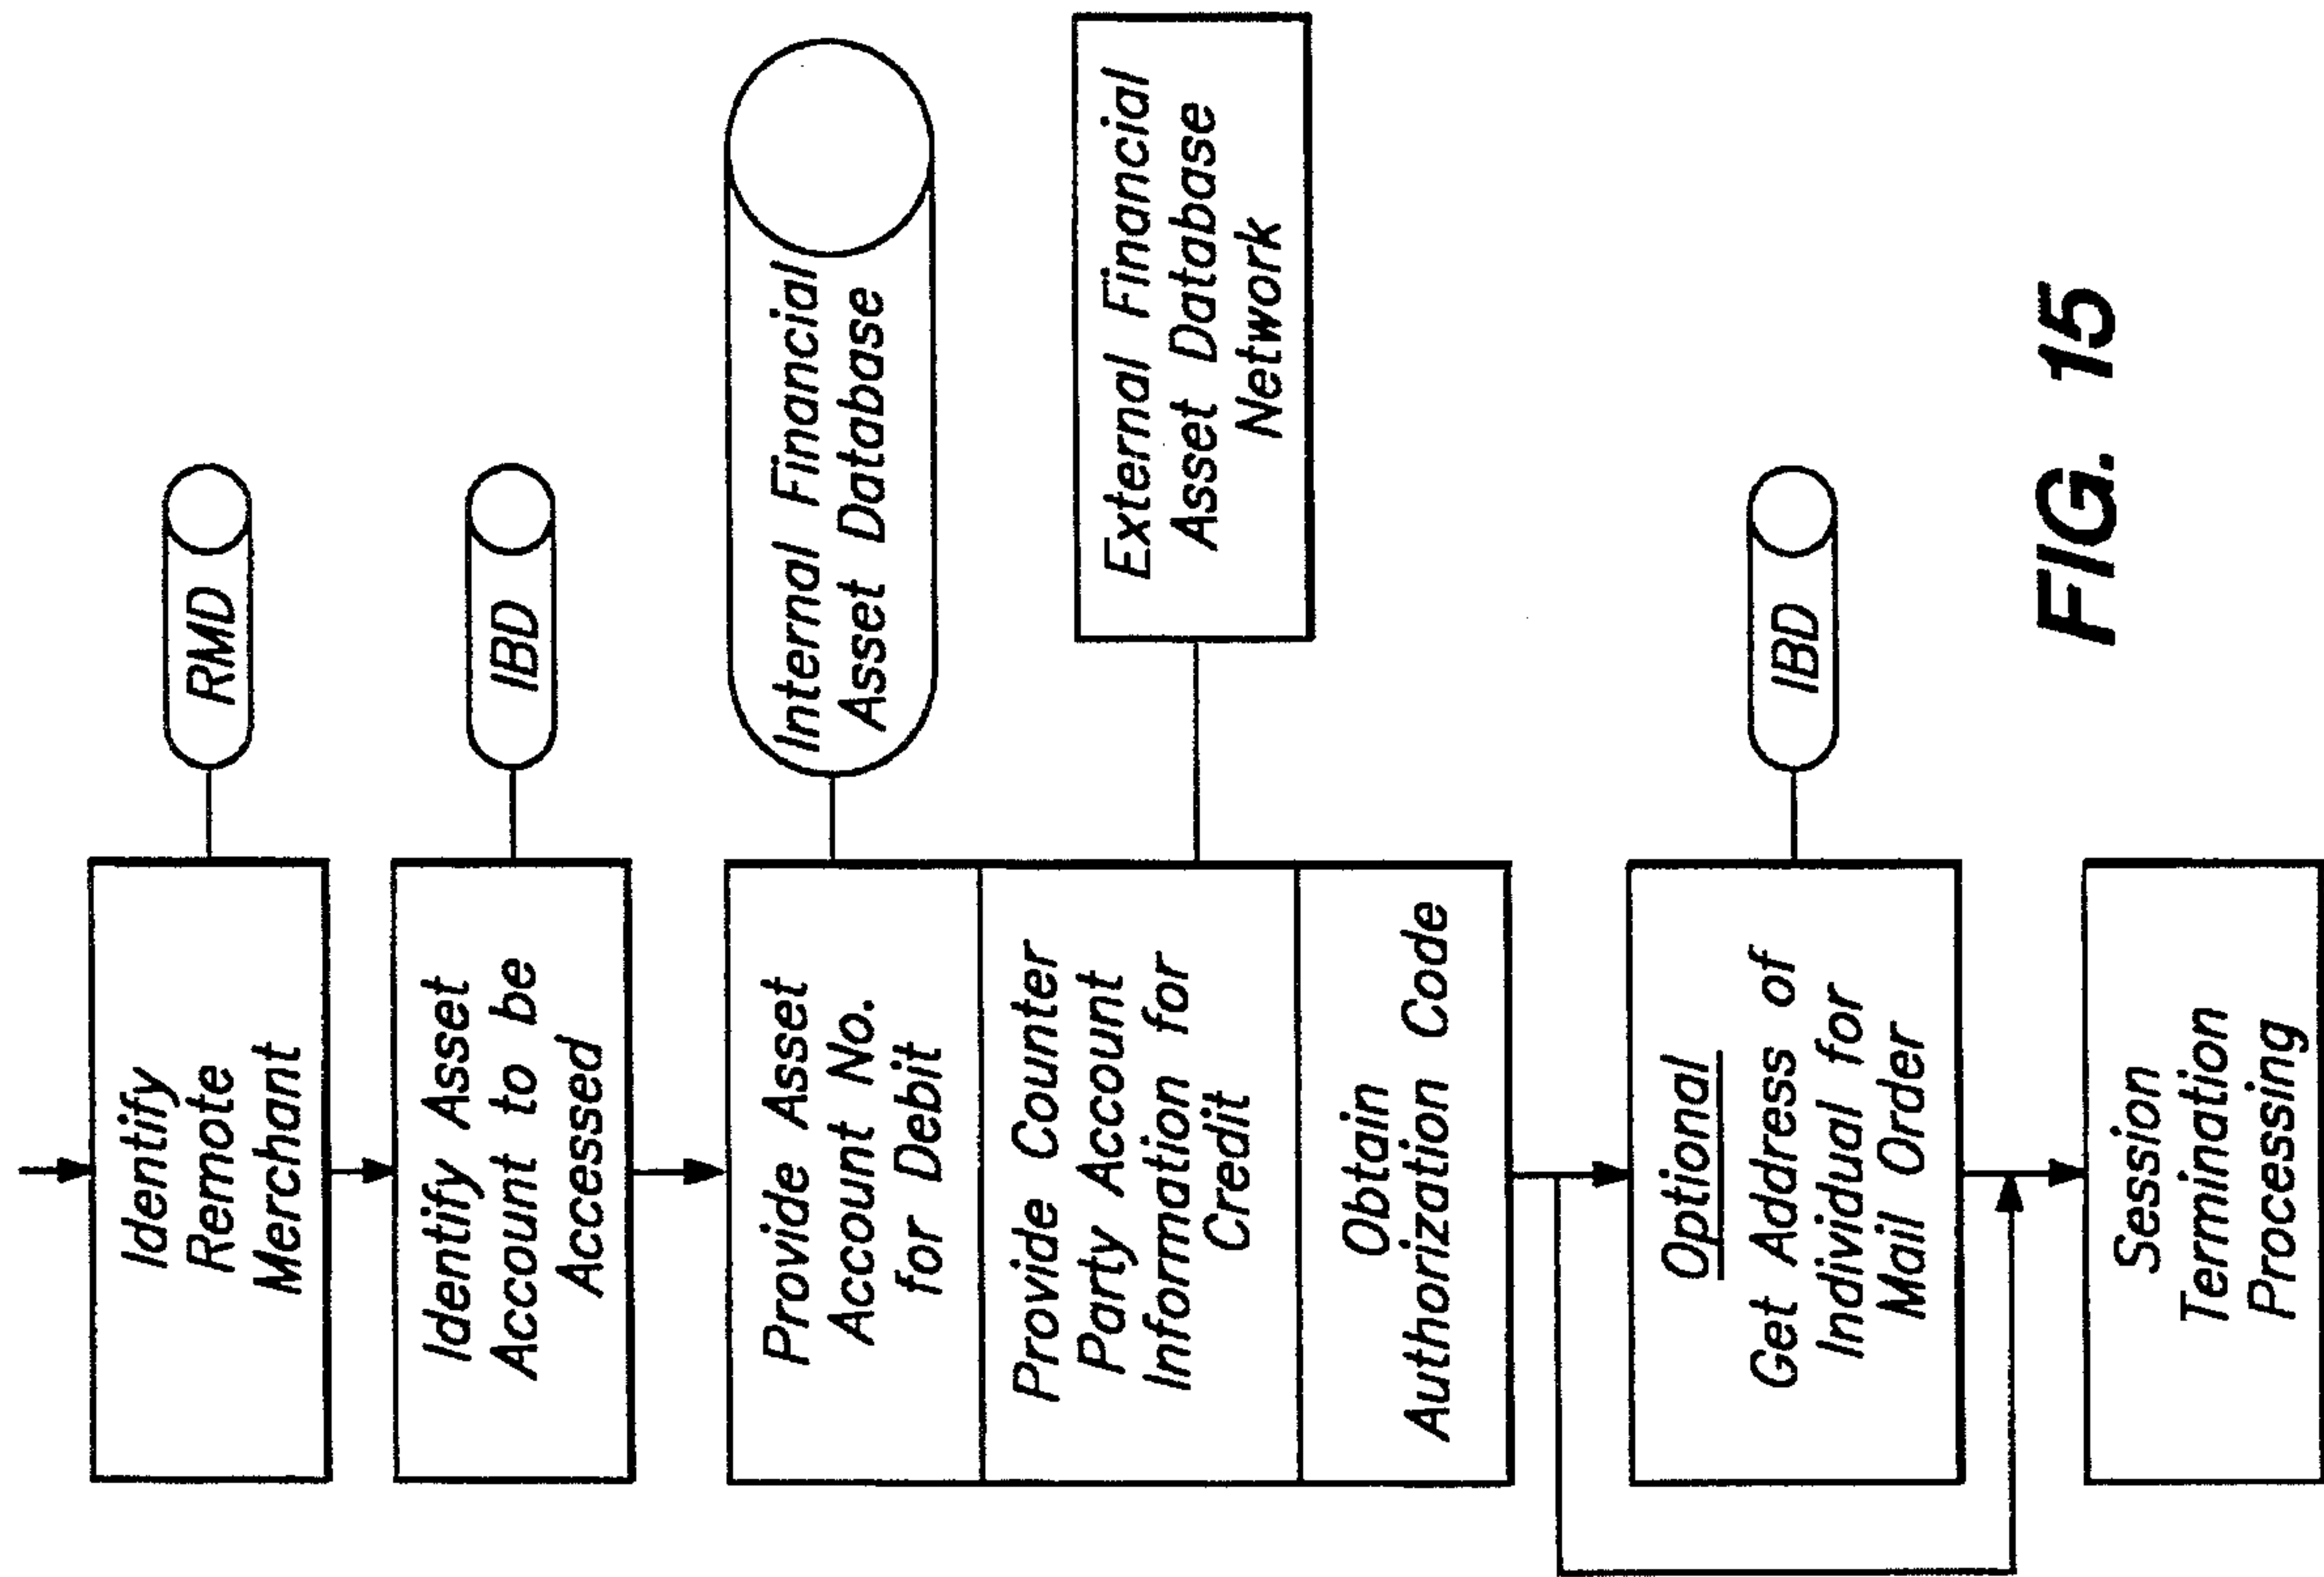 Identify
Remote
Merchant
RMD
Identify Asset
Account to be
Accessed
IBD
Provide Asset
Account No.
for Debit
Internal Financial
Asset Database
Provide Counter
Party Account
Information for
Credit
External Financial
Asset Database
Network
Obtain
Authorization Code
Optional
Get Address of
Individual for
Mail Order
IBD
Session
Termination
Processing
FIG. 15